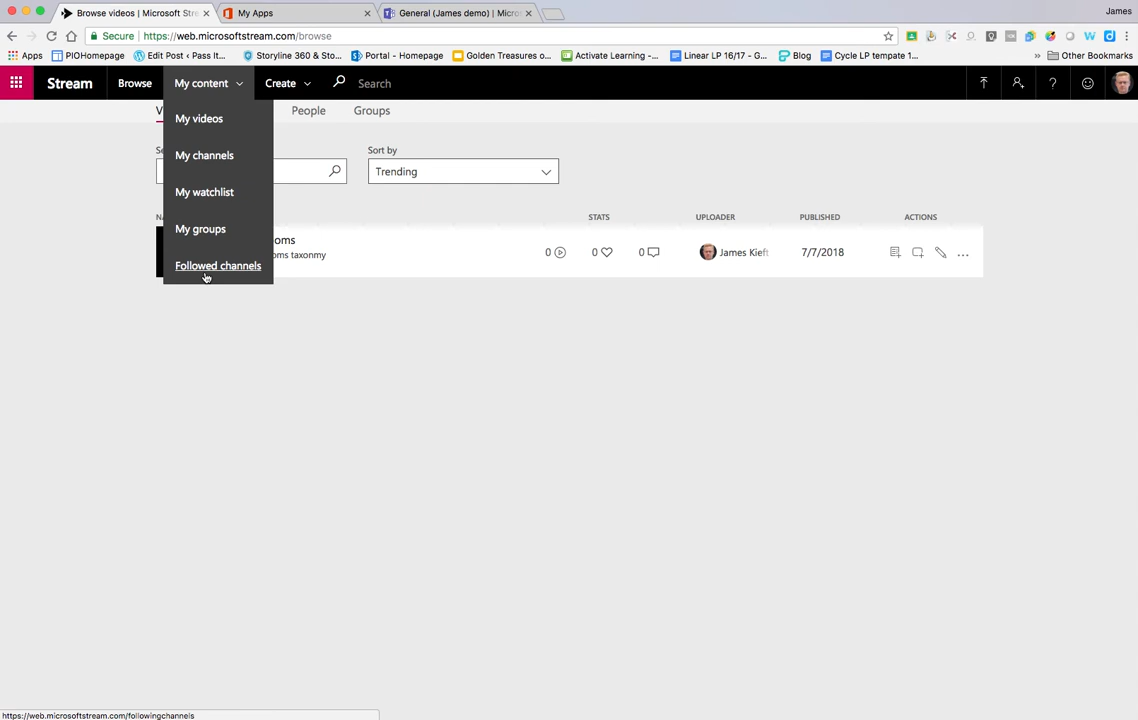 Browse videos | Microsoft Stre
My Apps
General (James demo) | Micros
James
Secure
https://web.microsoftstream.com/browse
Apps
PIOHomepage
Edit Post ‹ Pass It...
Storyline 360 & Sto...
Portal - Homepage
Golden Treasures o...
Activate Learning -...
Linear LP 16/17 - G...
Blog
Cycle LP tempate 1...
»
Other Bookmarks
Stream
Browse
My content
Create
Search
?
V
People
Groups
My videos
My channels
My watchlist
My groups
Followed channels
Se
Sort by
Trending
NA
STATS
UPLOADER
PUBLISHED
ACTIONS
oms
oms taxonmy
0
0
0
James Kieft
7/7/2018
...
https://web.microsoftstream.com/followingchannels